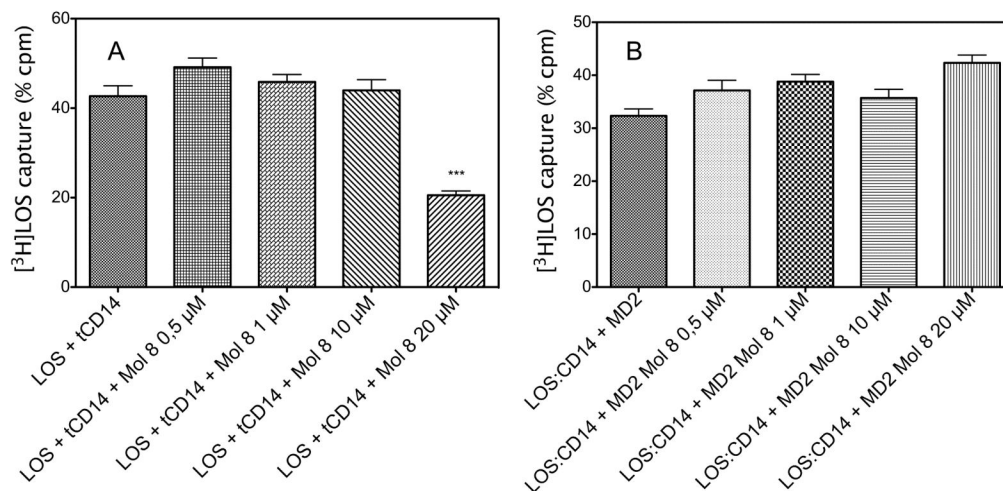 A
[³H]LOS capture (% cpm)
60
40
20
0
***
LOS + tCD14
LOS + tCD14 + Mol 8 0,5 µM
LOS + tCD14 + Mol 8 1 µM
LOS + tCD14 + Mol 8 10 µM
LOS + tCD14 + Mol 8 20 µM
B
[³H]LOS capture (% cpm)
50
40
30
20
10
0
LOS:CD14 + MD2
LOS:CD14 + MD2 Mol 8 0,5 µM
LOS:CD14 + MD2 Mol 8 1 µM
LOS:CD14 + MD2 Mol 8 10 µM
LOS:CD14 + MD2 Mol 8 20 µM